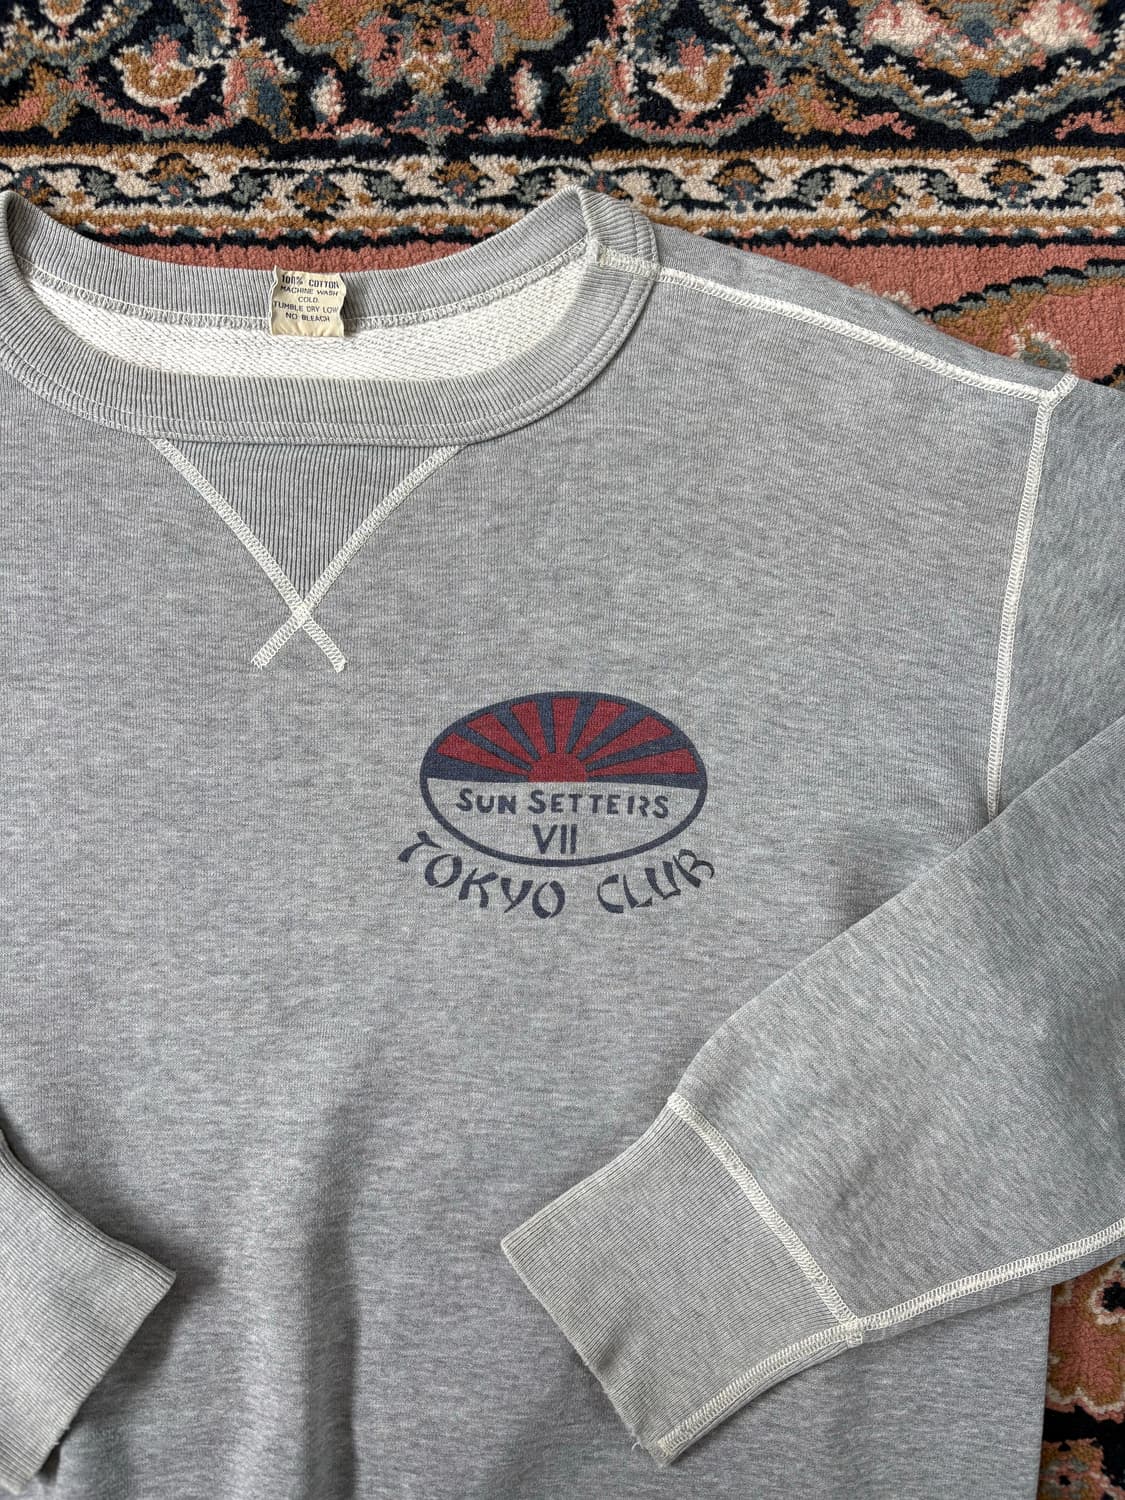 100% COTTON
MACHINE WASH
COLD.
TUMBLE DRY LOW
NO BLEACH
SUN SETTERS
VII
TOKYO CLUB